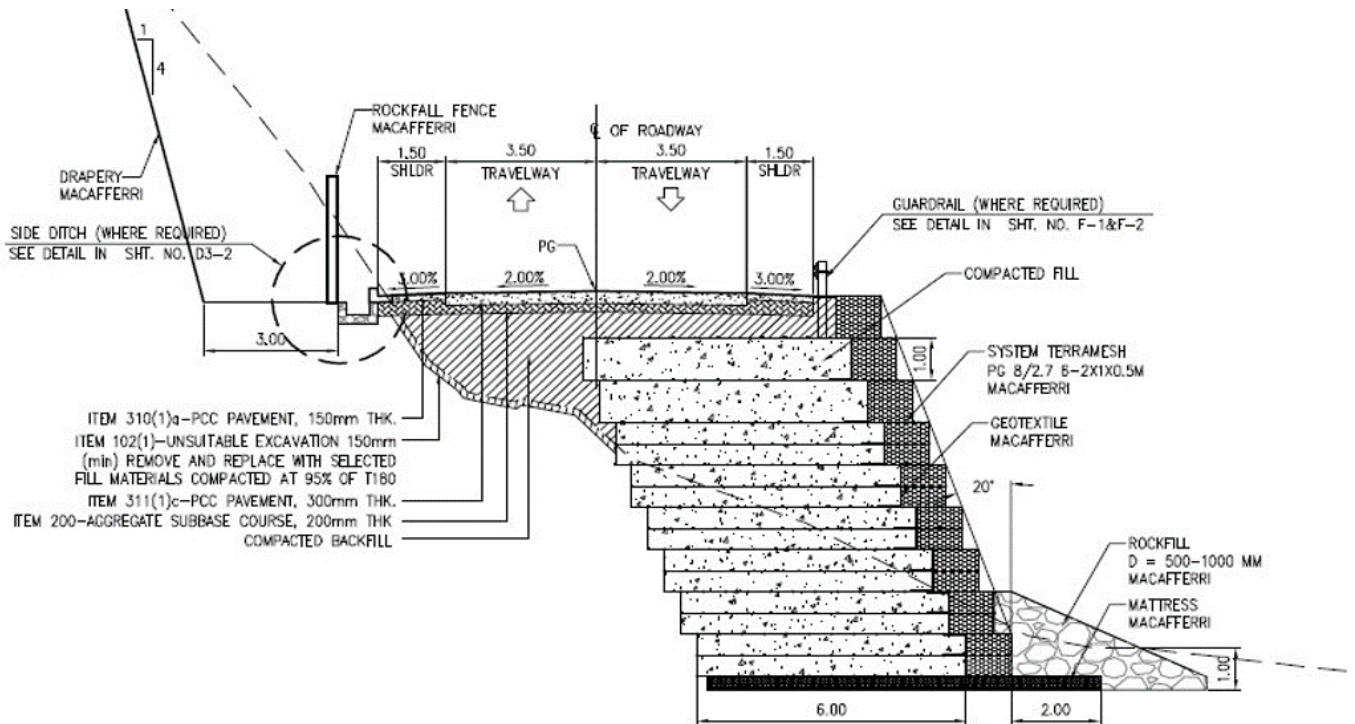 1
4
ROCKFALL FENCE
MACAFFERRI
℄ OF ROADWAY
1.50
SHLDR
3.50
TRAVELWAY
3.50
TRAVELWAY
1.50
SHLDR
DRAPERY
MACAFFERRI
SIDE DITCH (WHERE REQUIRED)
SEE DETAIL IN SHT. NO. D3-2
GUARDRAIL (WHERE REQUIRED)
SEE DETAIL IN SHT. NO. F-1&F-2
PG
COMPACTED FILL
3.00%
2.00%
2.00%
3.00%
3.00
1.00
SYSTEM TERRAMESH
PG 8/2.7 6-2X1X0.5M
MACAFFERRI
GEOTEXTILE
MACAFFERRI
ITEM 310(1)a-PCC PAVEMENT, 150mm THK.
ITEM 102(1)-UNSUITABLE EXCAVATION 150mm
(min) REMOVE AND REPLACE WITH SELECTED
FILL MATERIALS COMPACTED AT 95% OF T180
ITEM 311(1)c-PCC PAVEMENT, 300mm THK.
ITEM 200-AGGREGATE SUBBASE COURSE, 200mm THK
COMPACTED BACKFILL
20°
ROCKFILL
D = 500-1000 MM
MACAFFERRI
MATTRESS
MACAFFERRI
1.00
6.00
2.00